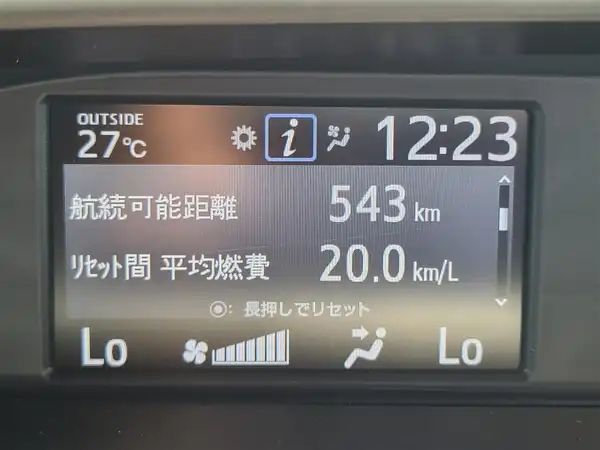 OUTSIDE
27℃ 12:23
航続可能距離 543 km
ﾘｾｯﾄ間 平均燃費 20.0 km/L
◉: 長押しでリセット
Lo Lo